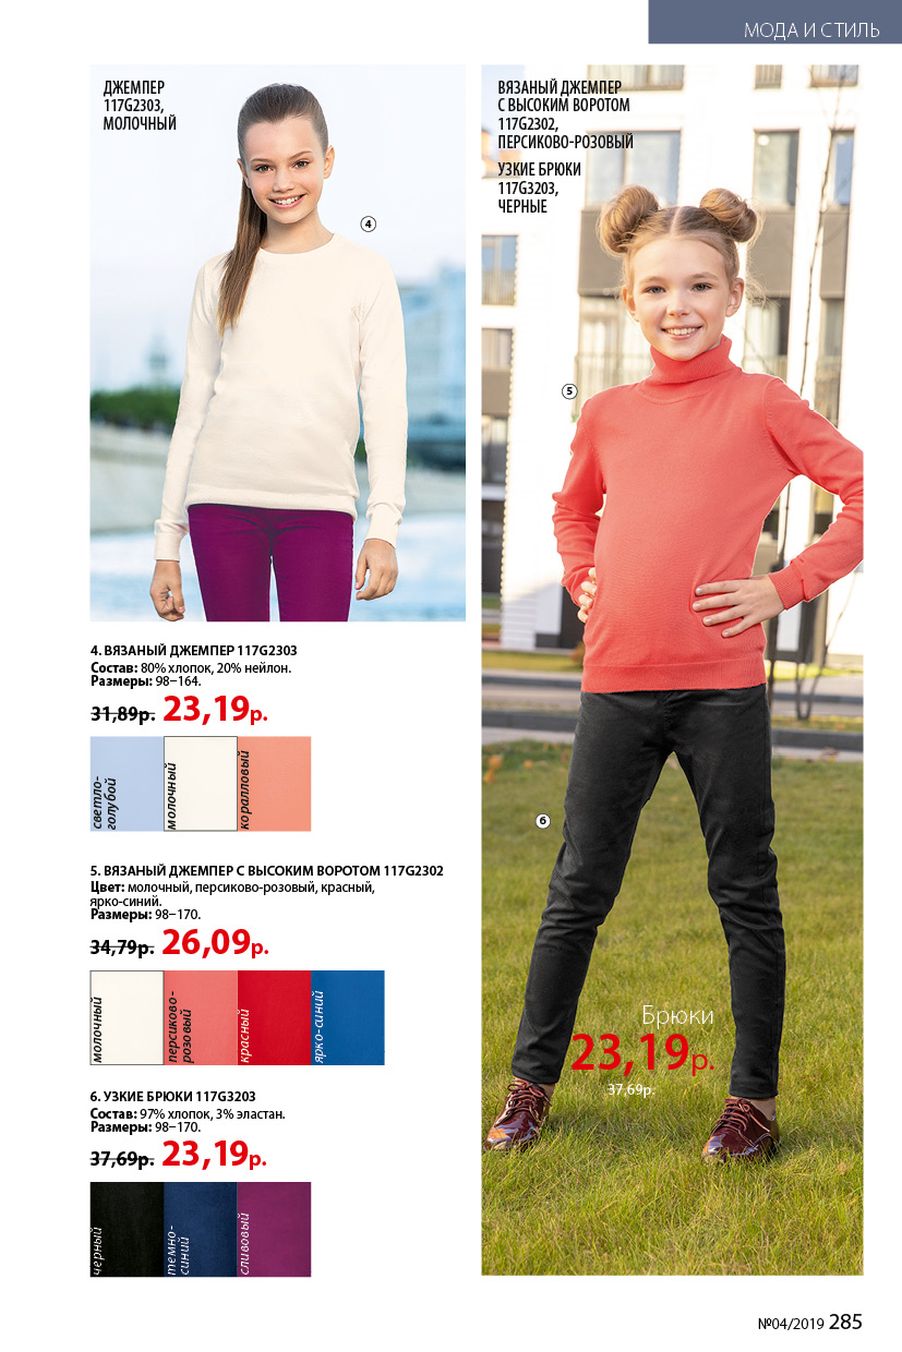 МОДА И СТИЛЬ
ДЖЕМПЕР
117G2303,
МОЛОЧНЫЙ
4
ВЯЗАНЫЙ ДЖЕМПЕР
С ВЫСОКИМ ВОРОТОМ
117G2302,
ПЕРСИКОВО-РОЗОВЫЙ
УЗКИЕ БРЮКИ
117G3203,
ЧЕРНЫЕ
5
6
Брюки
23,19р.
37,69р.
4. ВЯЗАНЫЙ ДЖЕМПЕР 117G2303
Состав: 80% хлопок, 20% нейлон.
Размеры: 98–164.
31,89р. 23,19р.
светло-
голубой
молочный
коралловый
5. ВЯЗАНЫЙ ДЖЕМПЕР С ВЫСОКИМ ВОРОТОМ 117G2302
Цвет: молочный, персиково-розовый, красный,
ярко-синий.
Размеры: 98–170.
34,79р. 26,09р.
молочный
персиково-
розовый
красный
ярко-синий
6. УЗКИЕ БРЮКИ 117G3203
Состав: 97% хлопок, 3% эластан.
Размеры: 98–170.
37,69р. 23,19р.
черный
темно-
синий
сливовый
№04/2019 285